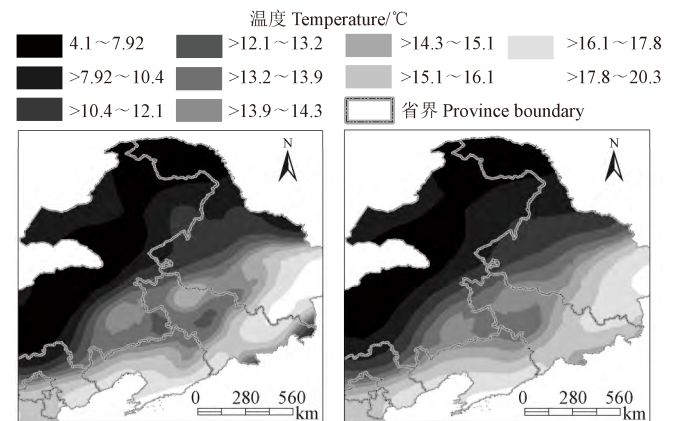 温度 Temperature/℃
4.1～7.92 >12.1～13.2 >14.3～15.1 >16.1～17.8
>7.92～10.4 >13.2～13.9 >15.1～16.1 >17.8～20.3
>10.4～12.1 >13.9～14.3 省界 Province boundary
N N
0 280 560 0 280 560
km km